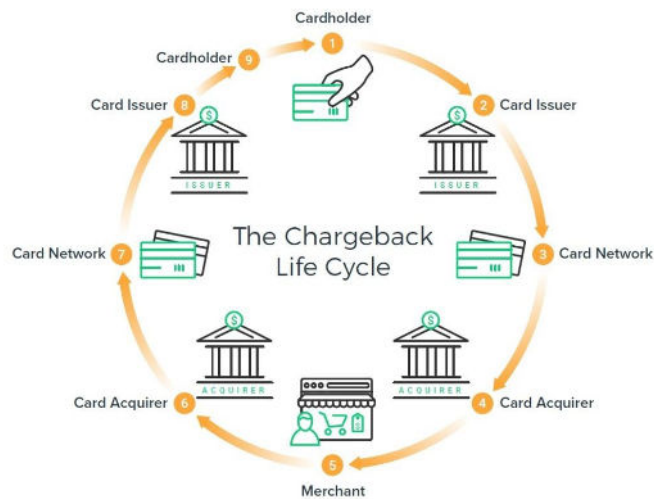 Cardholder
1
Cardholder 9
Card Issuer 8
2 Card Issuer
$
$
ISSUER
ISSUER
The Chargeback
Life Cycle
Card Network 7
3 Card Network
$
$
ACQUIRER
ACQUIRER
Card Acquirer 6
4 Card Acquirer
5
Merchant